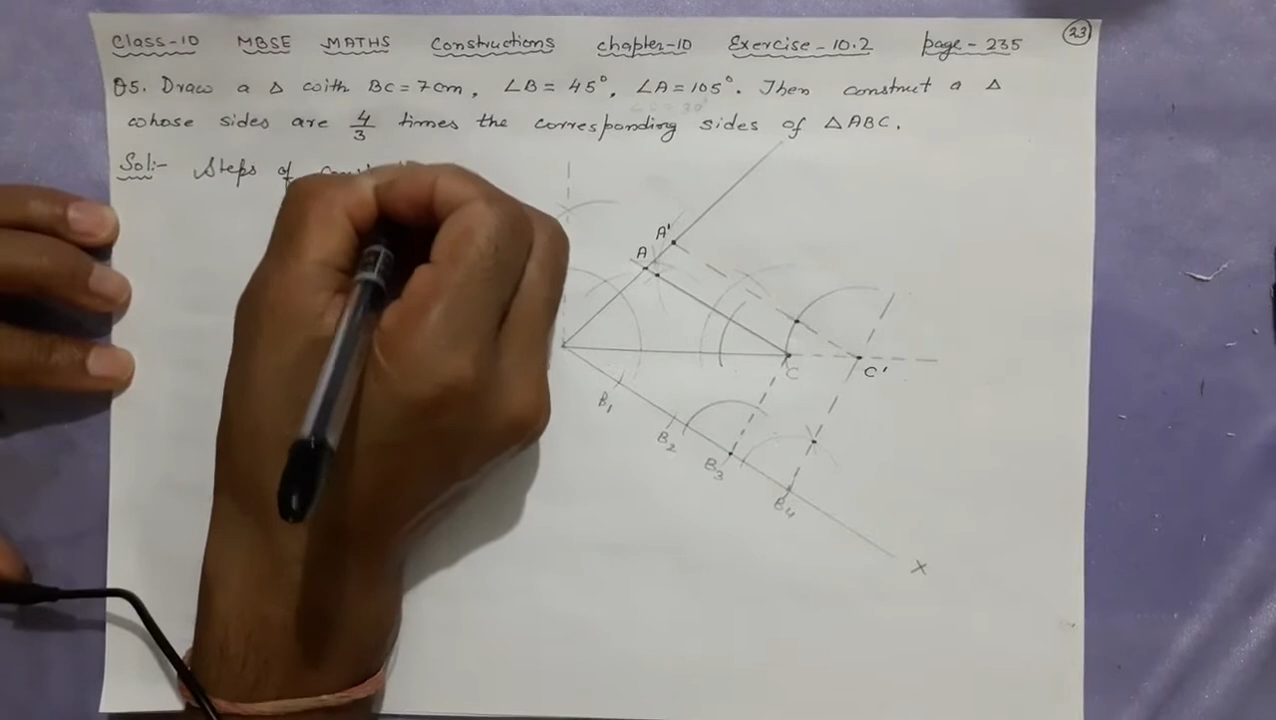 Class-10 MBSE MATHS Constructions chapter-10 Exercise-10.2 page-235
23
Q5. Draw a Δ with BC = 7cm, ∠B = 45°, ∠A = 105°. Then construct a Δ
∠C = 30°
whose sides are 4/3 times the corresponding sides of ΔABC.
Sol:- Steps of
A'
A
C
C'
B1
B2
B3
B4
X